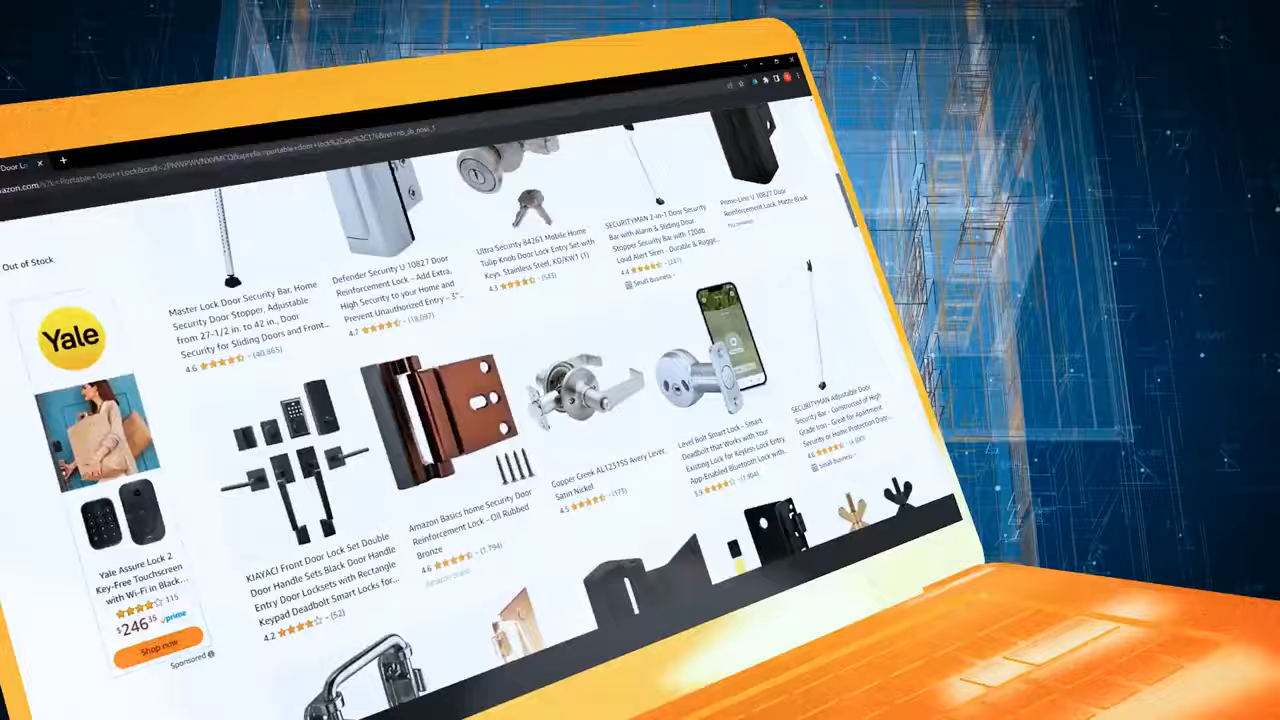 Door L
amazon.com/s?k=Portable+Door+Lock&crid=
Out of Stock
Yale
Yale Assure Lock 2
Key-Free Touchscreen
with Wi-Fi in Black...
115
$246 35 prime
Shop now
Sponsored
Master Lock Door Security Bar, Home
Security Door Stopper, Adjustable
from 27-1/2 in. to 42 in., Door
Security for Sliding Doors and Front...
4.6 (40,865)
Defender Security U 10827 Door
Reinforcement Lock – Add Extra,
High Security to your Home and
Prevent Unauthorized Entry – 3" ...
4.7 (18,097)
Ultra Security 84261 Mobile Home
Tulip Knob Door Lock Entry Set with
Keys, Stainless Steel, KD/KW1 (1)
4.3 (543)
SECURITYMAN 2-in-1 Door Security
Bar with Alarm & Sliding Door
Stopper Security Bar with 120db
Loud Alert Siren - Durable & Rugge...
4.4 (247)
Small Business
Prime-Line U 10827 Door
Reinforcement Lock, Matte Black
KIAYACI Front Door Lock Set Double
Door Handle Sets Black Door Handle
Entry Door Locksets with Rectangle
Keypad Deadbolt Smart Locks for...
4.2 (52)
Amazon Basics home Security Door
Reinforcement Lock - Oil Rubbed
Bronze
4.6 (1,794)
Amazon brand
Copper Creek AL1231SS Avery Lever,
Satin Nickel
4.5 (173)
Level Bolt Smart Lock - Smart
Deadbolt that Works with Your
Existing Lock for Keyless Lock Entry,
App-Enabled Bluetooth Lock with...
3.9 (1,904)
SECURITYMAN Adjustable Door
Security Bar - Constructed of High
Grade Iron - Great for Apartment
Security or Home Protection Door...
4.6
Small Business